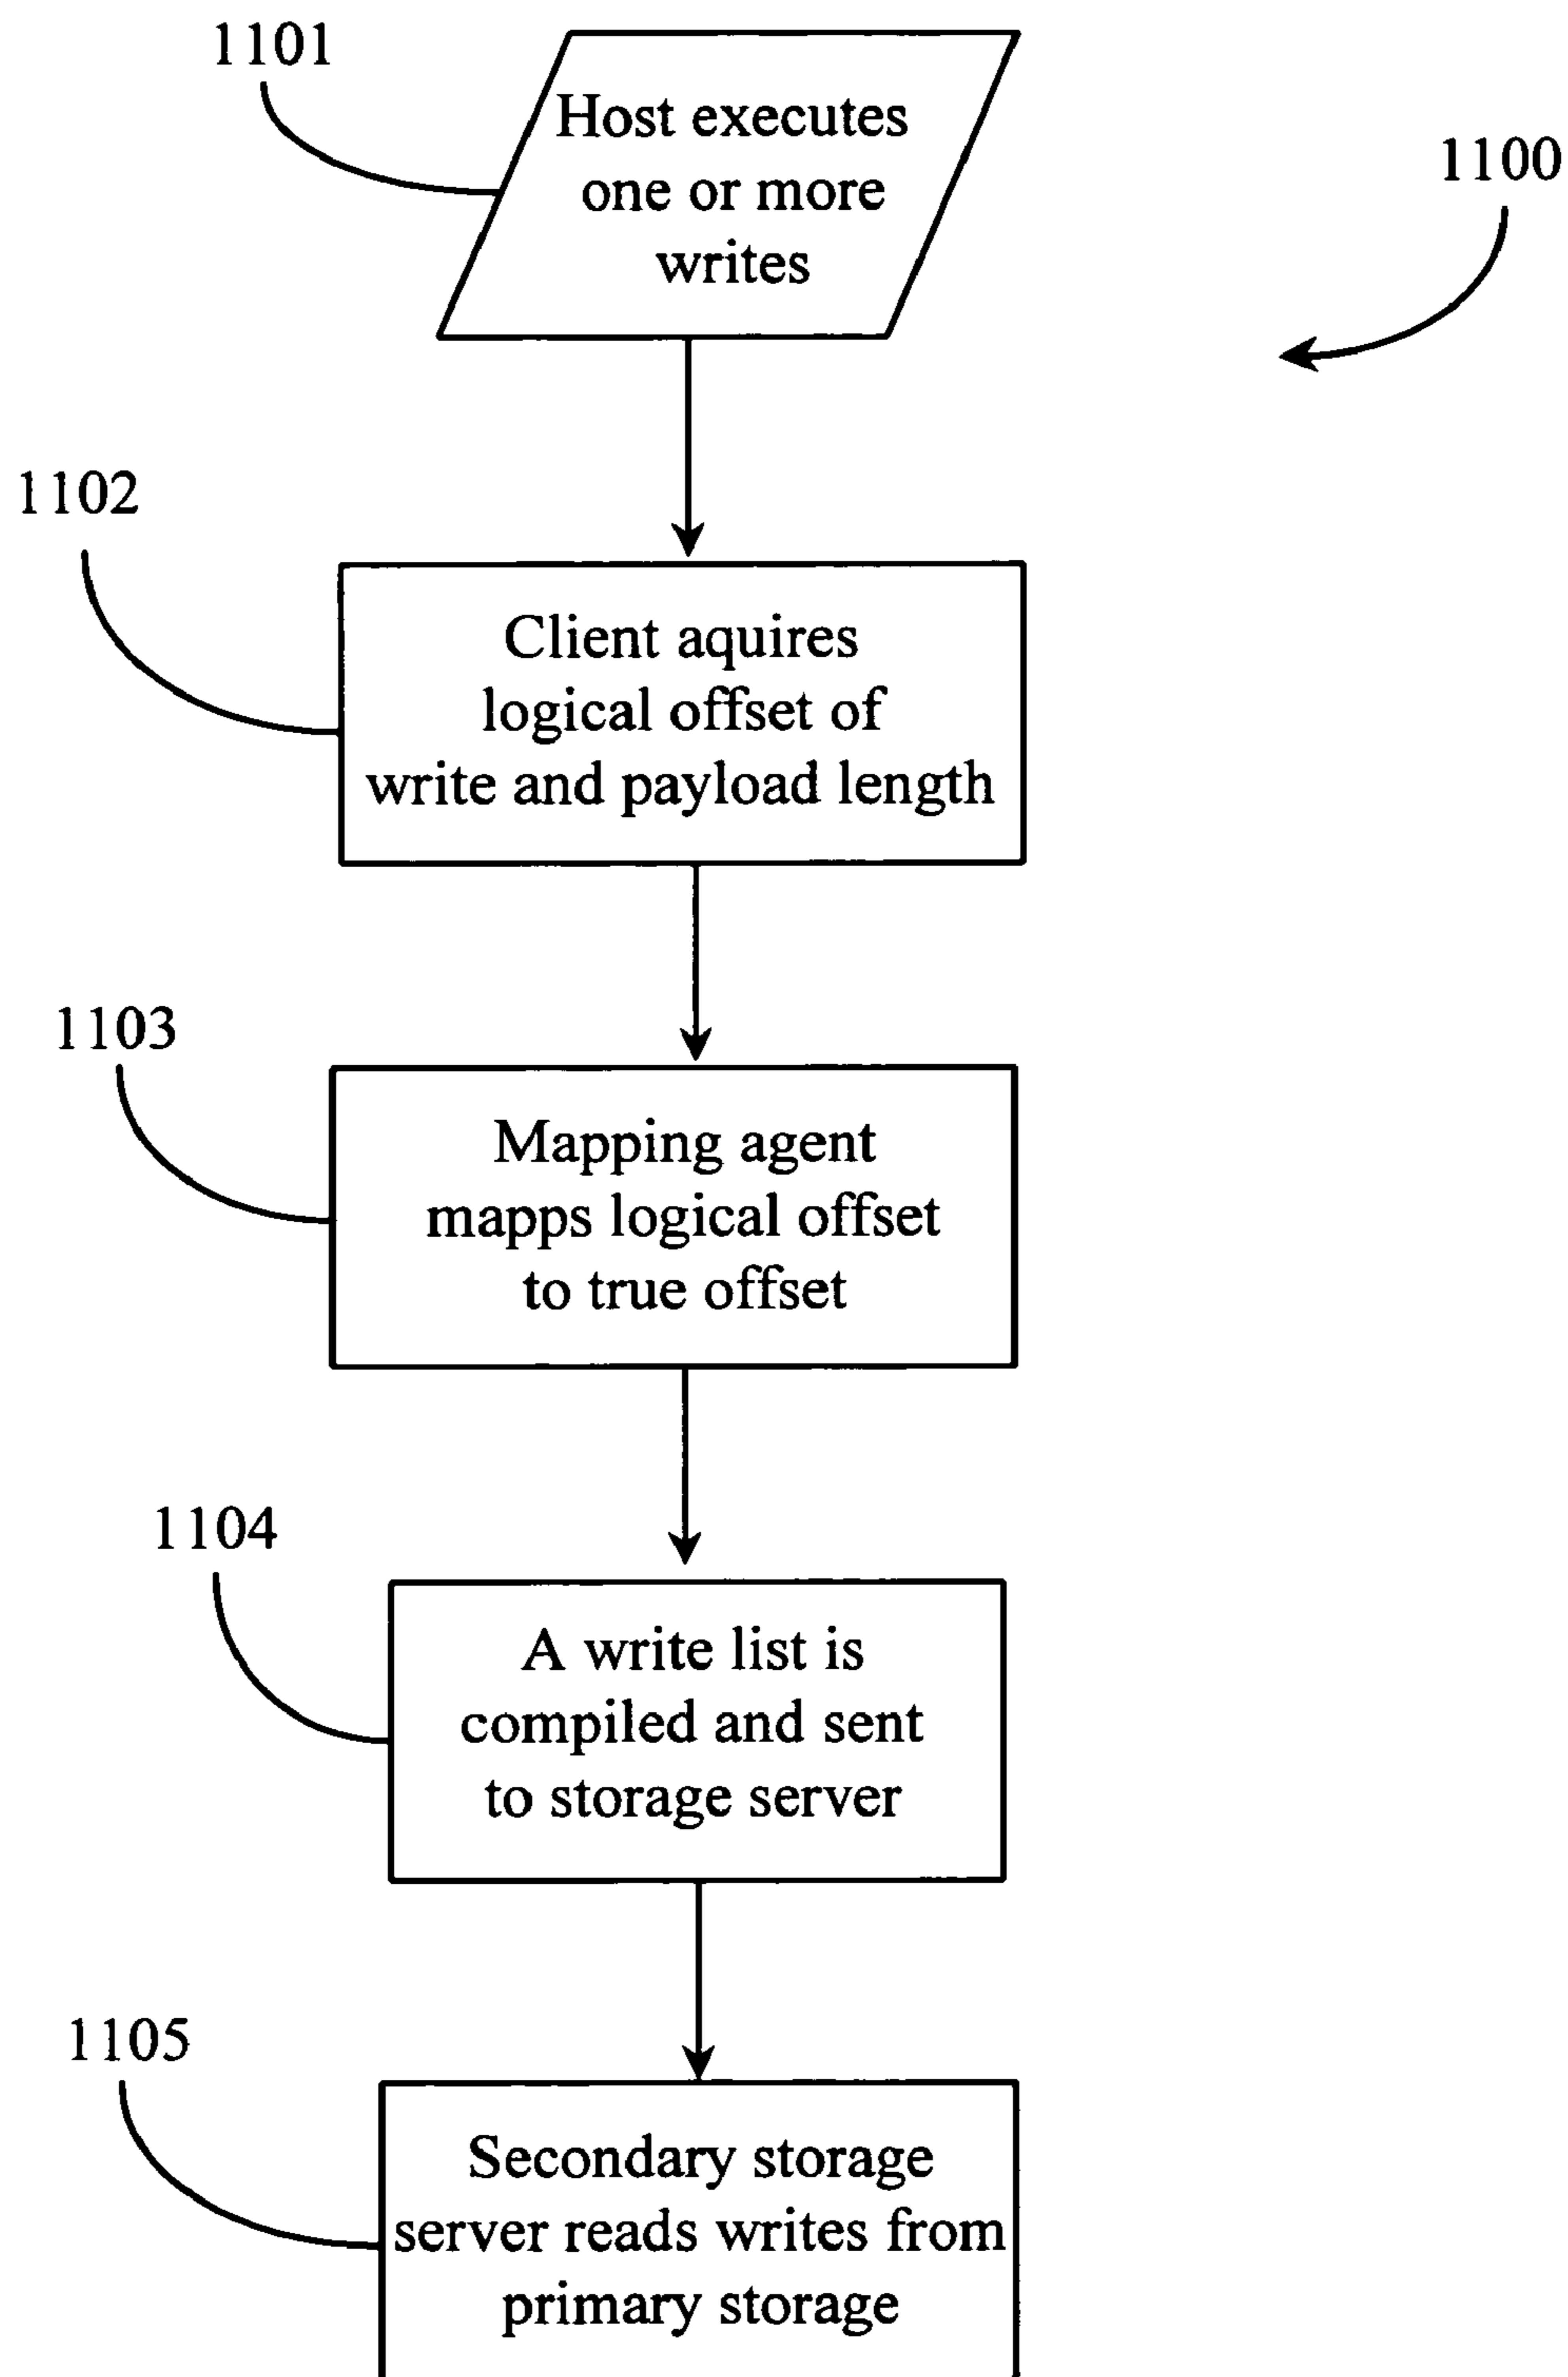 1101
Host executes
one or more
writes
1100
1102
Client aquires
logical offset of
write and payload length
1103
Mapping agent
mapps logical offset
to true offset
1104
A write list is
compiled and sent
to storage server
1105
Secondary storage
server reads writes from
primary storage